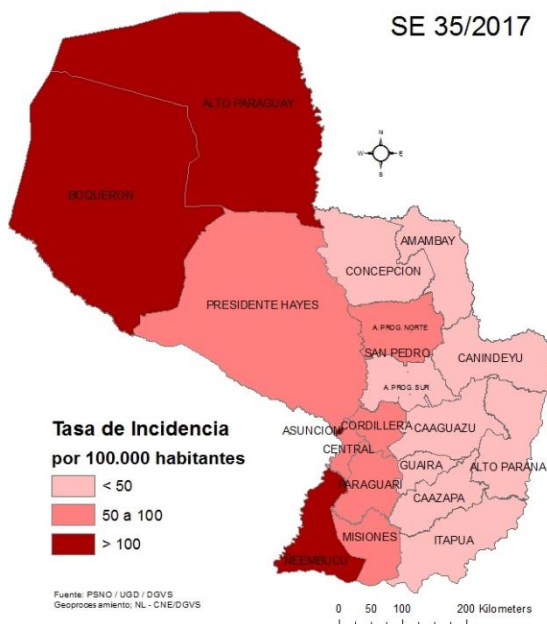 SE 35/2017
ALTO PARAGUAY
N
W E
S
BOQUERON
AMAMBAY
CONCEPCION
PRESIDENTE HAYES
A. PROG. NORTE
SAN PEDRO
CANINDEYU
A. PROG. SUR
Tasa de Incidencia
por 100.000 habitantes
< 50
50 a 100
> 100
ASUNCION
CORDILLERA
CAAGUAZU
CENTRAL
GUAIRA
ALTO PARANA
PARAGUARI
CAAZAPA
MISIONES
ITAPUA
ÑEEMBUCU
Fuente: PSNO / UGD / DGVS
Geoprocesamiento; NL - CNE/DGVS
0 50 100 200 Kilometers